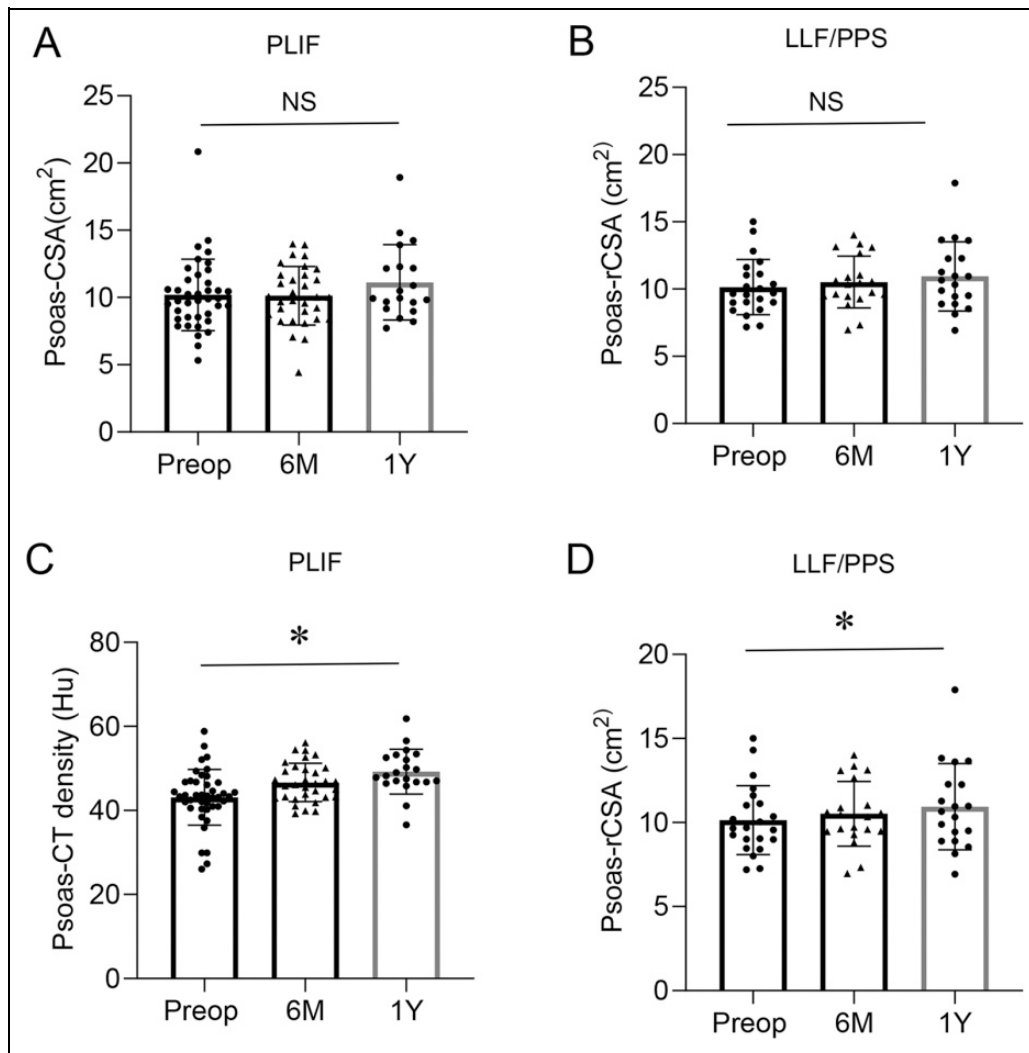 A
PLIF
NS
Psoas-CSA(cm²)
25
20
15
10
5
0
Preop 6M 1Y
B
LLF/PPS
NS
Psoas-rCSA (cm²)
25
20
15
10
5
0
Preop 6M 1Y
C
PLIF
*
Psoas-CT density (Hu)
80
60
40
20
0
Preop 6M 1Y
D
LLF/PPS
*
Psoas-rCSA (cm²)
20
15
10
5
0
Preop 6M 1Y